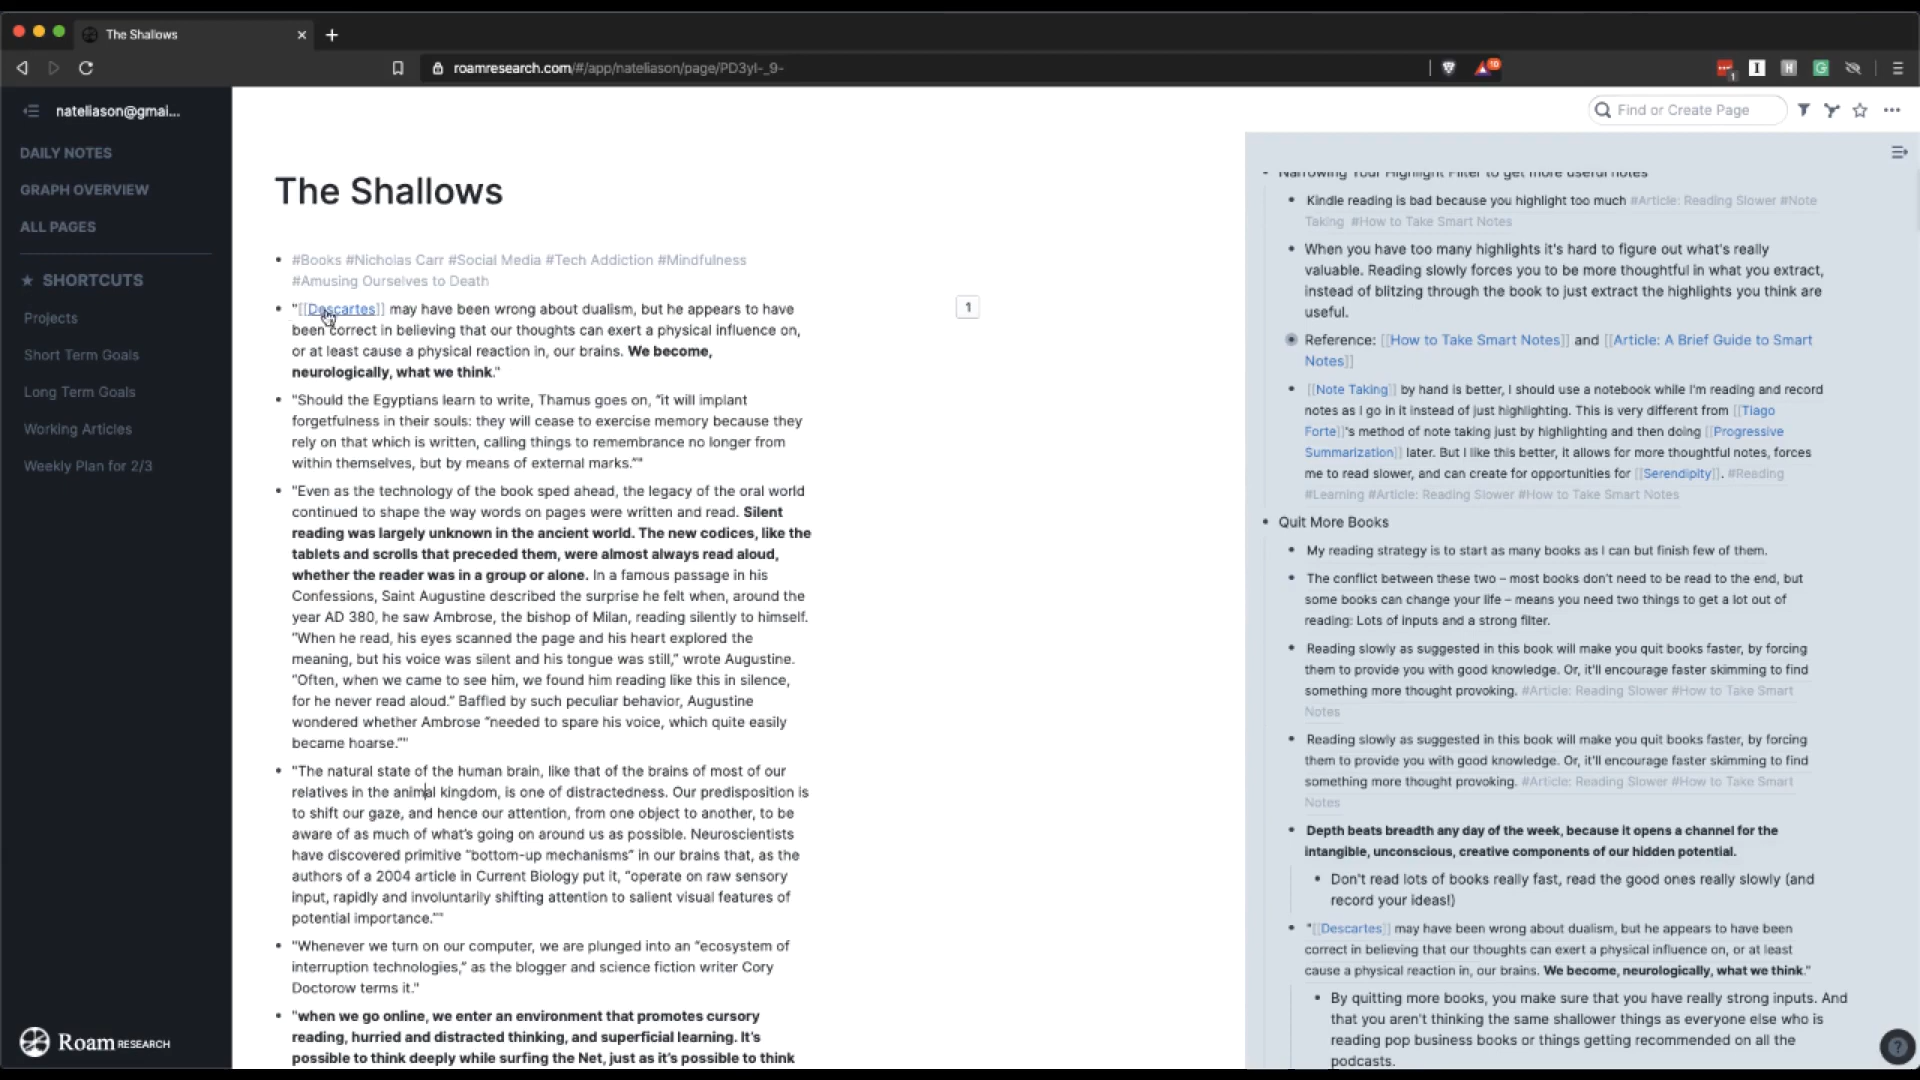 The Shallows
roamresearch.com/#/app/nateliason/page/PD3yI-_9-
10
1
nateliason@gmai...
Find or Create Page
DAILY NOTES
GRAPH OVERVIEW
ALL PAGES
SHORTCUTS
Projects
Short Term Goals
Long Term Goals
Working Articles
Weekly Plan for 2/3
Roam RESEARCH
The Shallows
#Books #Nicholas Carr #Social Media #Tech Addiction #Mindfulness
#Amusing Ourselves to Death
"[[Descartes]] may have been wrong about dualism, but he appears to have
been correct in believing that our thoughts can exert a physical influence on,
or at least cause a physical reaction in, our brains. We become,
neurologically, what we think."
1
"Should the Egyptians learn to write, Thamus goes on, “it will implant
forgetfulness in their souls: they will cease to exercise memory because they
rely on that which is written, calling things to remembrance no longer from
within themselves, but by means of external marks.”"
"Even as the technology of the book sped ahead, the legacy of the oral world
continued to shape the way words on pages were written and read. Silent
reading was largely unknown in the ancient world. The new codices, like the
tablets and scrolls that preceded them, were almost always read aloud,
whether the reader was in a group or alone. In a famous passage in his
Confessions, Saint Augustine described the surprise he felt when, around the
year AD 380, he saw Ambrose, the bishop of Milan, reading silently to himself.
“When he read, his eyes scanned the page and his heart explored the
meaning, but his voice was silent and his tongue was still,” wrote Augustine.
“Often, when we came to see him, we found him reading like this in silence,
for he never read aloud.” Baffled by such peculiar behavior, Augustine
wondered whether Ambrose “needed to spare his voice, which quite easily
became hoarse.”"
"The natural state of the human brain, like that of the brains of most of our
relatives in the animal kingdom, is one of distractedness. Our predisposition is
to shift our gaze, and hence our attention, from one object to another, to be
aware of as much of what’s going on around us as possible. Neuroscientists
have discovered primitive “bottom-up mechanisms” in our brains that, as the
authors of a 2004 article in Current Biology put it, “operate on raw sensory
input, rapidly and involuntarily shifting attention to salient visual features of
potential importance.”"
"Whenever we turn on our computer, we are plunged into an “ecosystem of
interruption technologies,” as the blogger and science fiction writer Cory
Doctorow terms it."
"when we go online, we enter an environment that promotes cursory
reading, hurried and distracted thinking, and superficial learning. It’s
possible to think deeply while surfing the Net, just as it’s possible to think
Narrowing Your Highlight Filter to get more useful notes
Kindle reading is bad because you highlight too much #Article: Reading Slower #Note
Taking #How to Take Smart Notes
When you have too many highlights it's hard to figure out what's really
valuable. Reading slowly forces you to be more thoughtful in what you extract,
instead of blitzing through the book to just extract the highlights you think are
useful.
Reference: [[How to Take Smart Notes]] and [[Article: A Brief Guide to Smart
Notes]]
[[Note Taking]] by hand is better, I should use a notebook while I'm reading and record
notes as I go in it instead of just highlighting. This is very different from [[Tiago
Forte]]'s method of note taking just by highlighting and then doing [[Progressive
Summarization]] later. But I like this better, it allows for more thoughtful notes, forces
me to read slower, and can create for opportunities for [[Serendipity]]. #Reading
#Learning #Article: Reading Slower #How to Take Smart Notes
Quit More Books
My reading strategy is to start as many books as I can but finish few of them.
The conflict between these two – most books don't need to be read to the end, but
some books can change your life – means you need two things to get a lot out of
reading: Lots of inputs and a strong filter.
Reading slowly as suggested in this book will make you quit books faster, by forcing
them to provide you with good knowledge. Or, it'll encourage faster skimming to find
something more thought provoking. #Article: Reading Slower #How to Take Smart
Notes
Reading slowly as suggested in this book will make you quit books faster, by forcing
them to provide you with good knowledge. Or, it'll encourage faster skimming to find
something more thought provoking. #Article: Reading Slower #How to Take Smart
Notes
Depth beats breadth any day of the week, because it opens a channel for the
intangible, unconscious, creative components of our hidden potential.
Don't read lots of books really fast, read the good ones really slowly (and
record your ideas!)
"[[Descartes]] may have been wrong about dualism, but he appears to have been
correct in believing that our thoughts can exert a physical influence on, or at least
cause a physical reaction in, our brains. We become, neurologically, what we think."
By quitting more books, you make sure that you have really strong inputs. And
that you aren't thinking the same shallower things as everyone else who is
reading pop business books or things getting recommended on all the
podcasts.